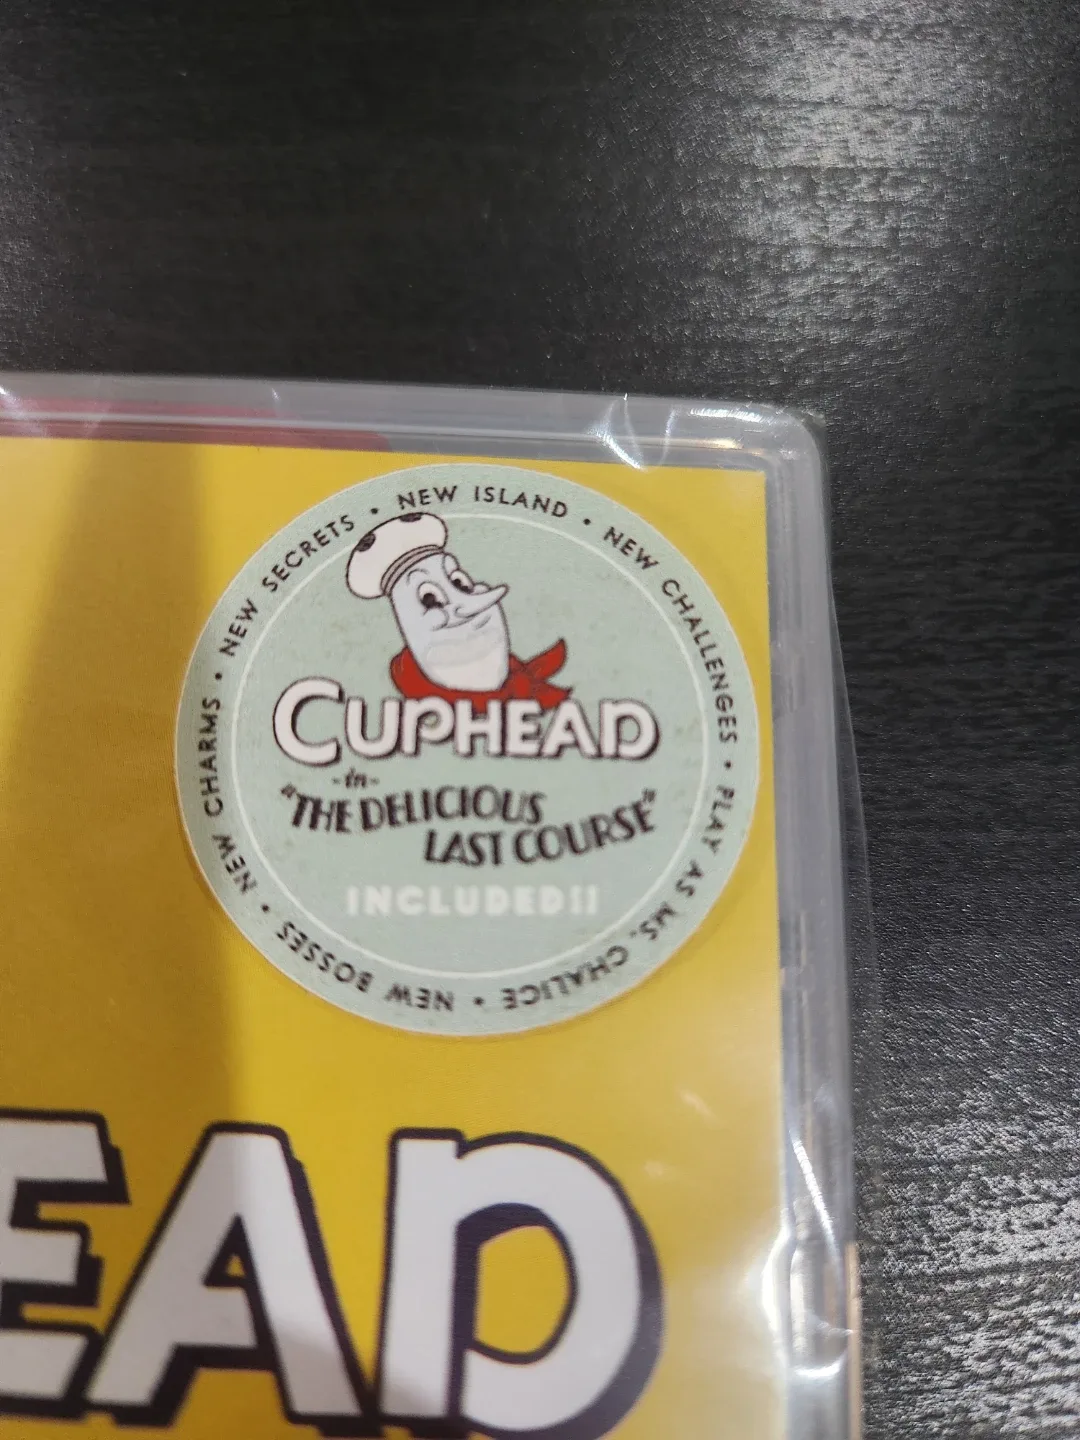 NEW CHARMS • NEW SECRETS • NEW ISLAND • NEW CHALLENGES • PLAY AS MS. CHALICE • NEW BOSSES •
CUPHEAD
-in-
"THE DELICIOUS
LAST COURSE"
INCLUDED!!
EAD